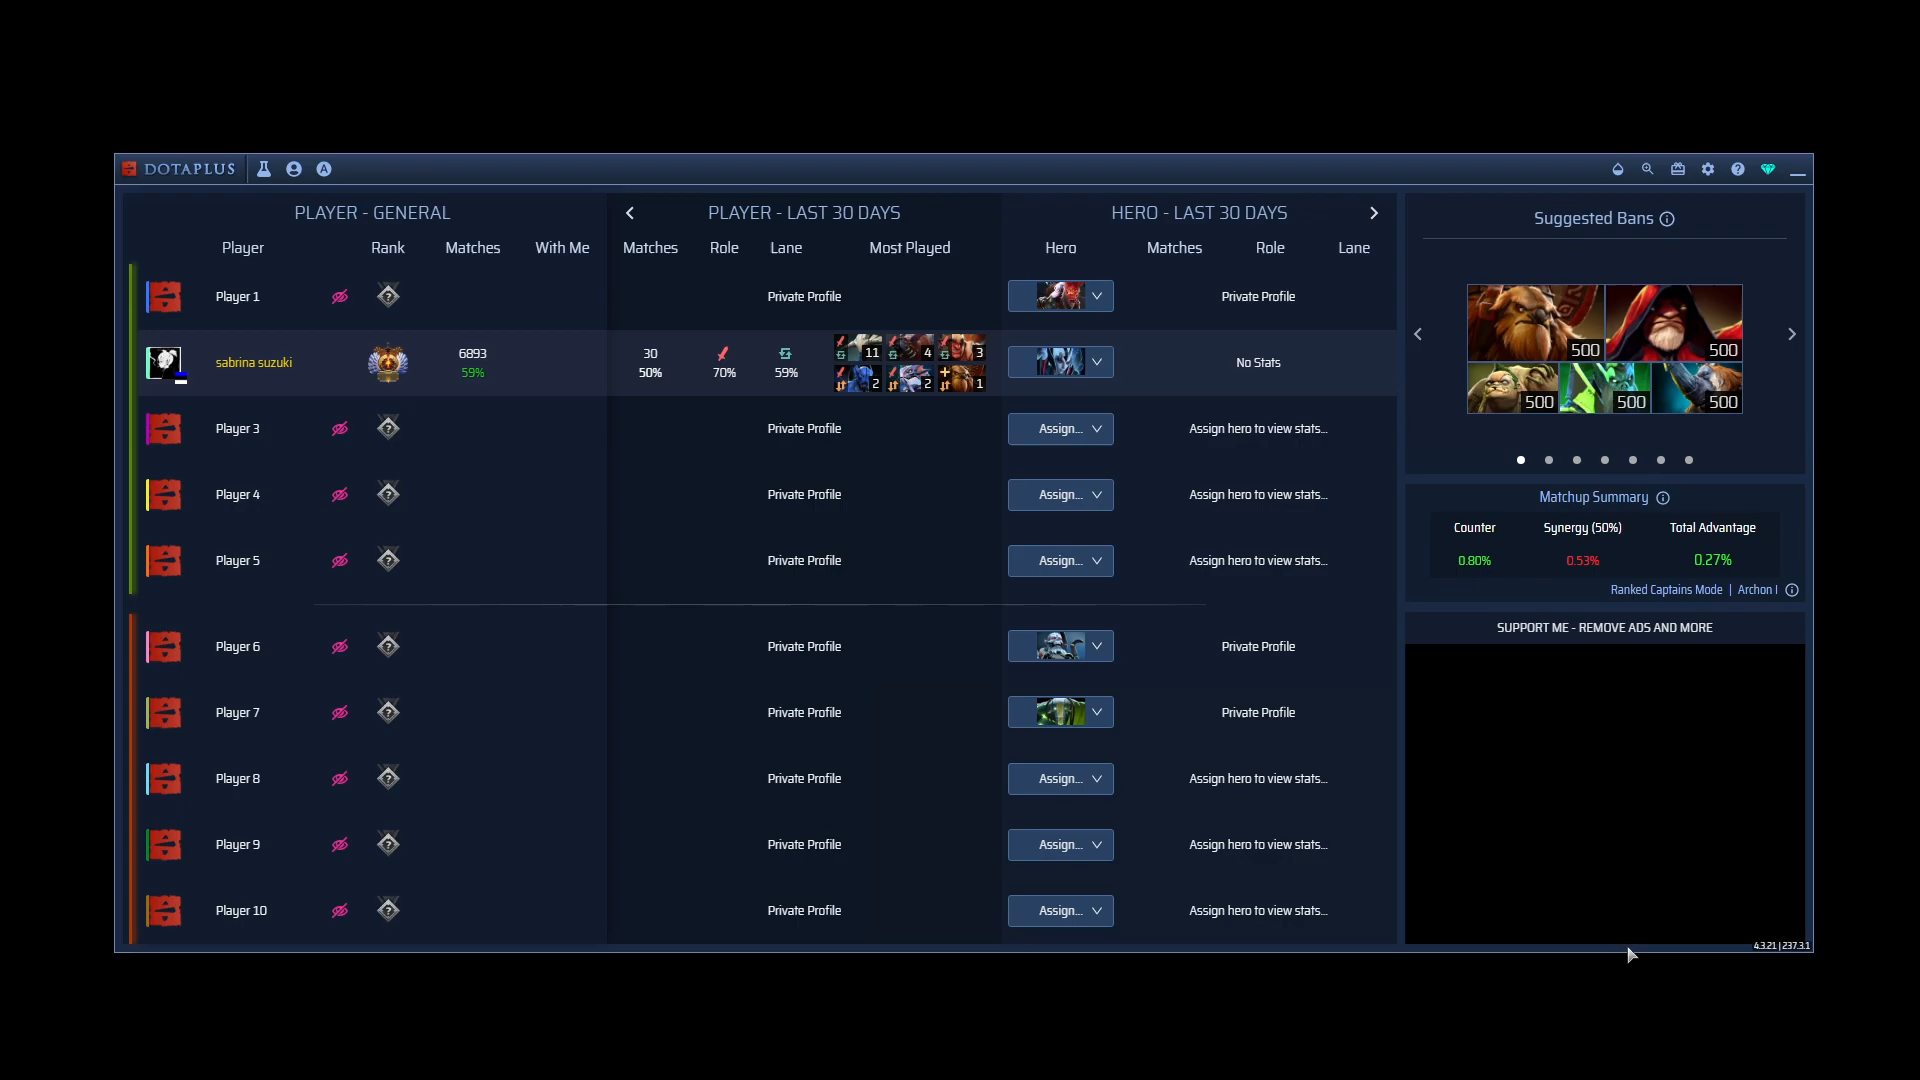 DOTAPLUS
PLAYER - GENERAL
PLAYER - LAST 30 DAYS
HERO - LAST 30 DAYS
Player Rank Matches With Me Matches Role Lane Most Played Hero Matches Role Lane
Player 1 Private Profile Private Profile
sabrina suzuki 6893 59% 30 50% 70% 59% 11 4 3 2 2 1 No Stats
Player 3 Private Profile Assign... Assign hero to view stats...
Player 4 Private Profile Assign... Assign hero to view stats...
Player 5 Private Profile Assign... Assign hero to view stats...
Player 6 Private Profile Private Profile
Player 7 Private Profile Private Profile
Player 8 Private Profile Assign... Assign hero to view stats...
Player 9 Private Profile Assign... Assign hero to view stats...
Player 10 Private Profile Assign... Assign hero to view stats...
Suggested Bans
500 500
500 500 500
Matchup Summary
Counter Synergy (50%) Total Advantage
0.80% 0.53% 0.27%
Ranked Captains Mode | Archon I
SUPPORT ME - REMOVE ADS AND MORE
4.3.21 | 237.3.1